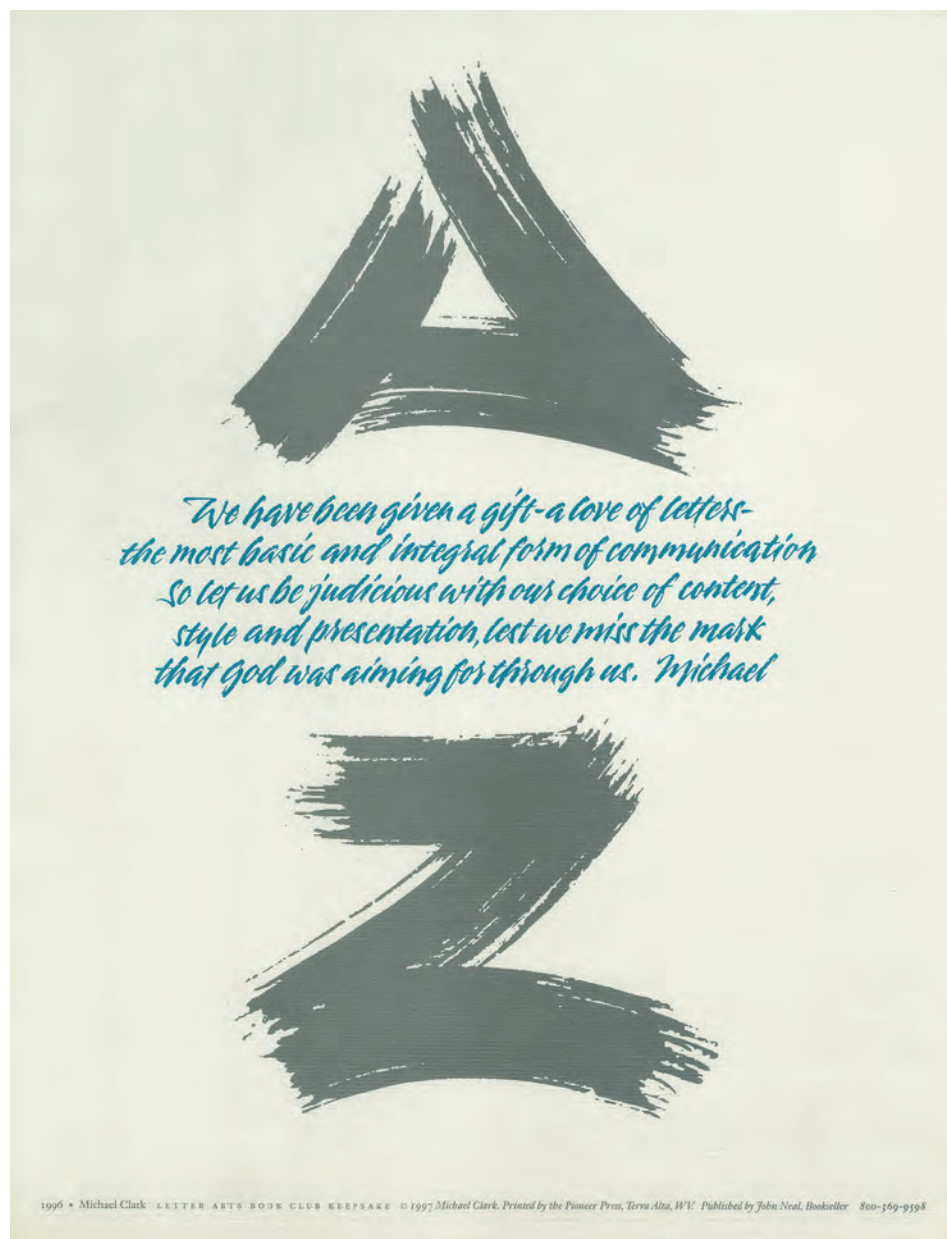 A
We have been given a gift-a love of letters-
the most basic and integral form of communication
So let us be judicious with our choice of content,
style and presentation, lest we miss the mark
that God was aiming for through us. Michael
Z
1996 • Michael Clark LETTER ARTS BOOK CLUB KEEPSAKE ©1997 Michael Clark. Printed by the Pioneer Press, Terra Alta, WV. Published by John Neal, Bookseller 800-369-9598